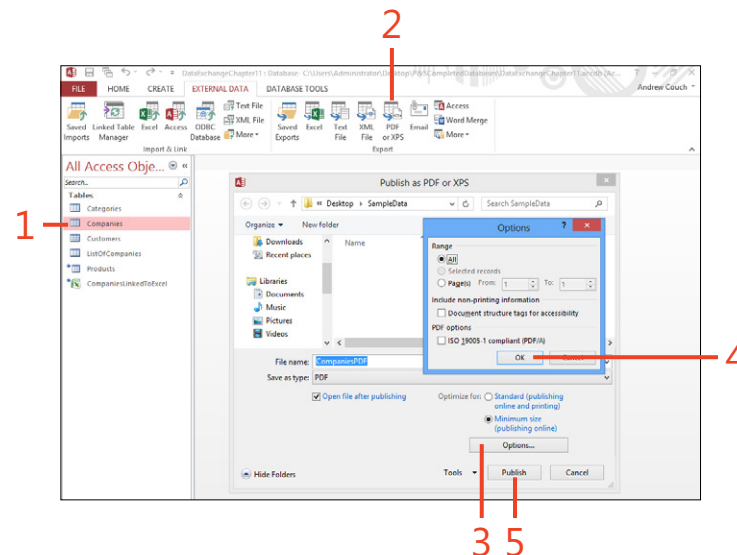 2
DataExchangeChapter11 : Database- C:\Users\Administrator\Desktop\P&SCompletedDatabases\DataExchangeChapter11.accdb (Ac...
?
FILE HOME CREATE EXTERNAL DATA DATABASE TOOLS Andrew Couch
Saved Imports
Linked Table Manager
Excel
Access
ODBC Database
Text File
XML File
More
Import & Link
Saved Exports
Excel
Text File
XML File
PDF or XPS
Email
Access
Word Merge
More
Export
All Access Obje...
Search...
Tables
Categories
1
Companies
Customers
ListOfCompanies
Products
CompaniesLinkedToExcel
Publish as PDF or XPS
« Desktop SampleData
Search SampleData
Organize New folder
Downloads
Recent places
Libraries
Documents
Music
Pictures
Videos
Name
Options
?
Range
All
Selected records
Page(s) From: 1 To: 1
Include non-printing information
Document structure tags for accessibility
PDF options
ISO 19005-1 compliant (PDF/A)
OK Cancel
4
File name: CompaniesPDF
Save as type: PDF
Open file after publishing
Optimize for: Standard (publishing
online and printing)
Minimum size
(publishing online)
Options...
Hide Folders
Tools Publish Cancel
3 5